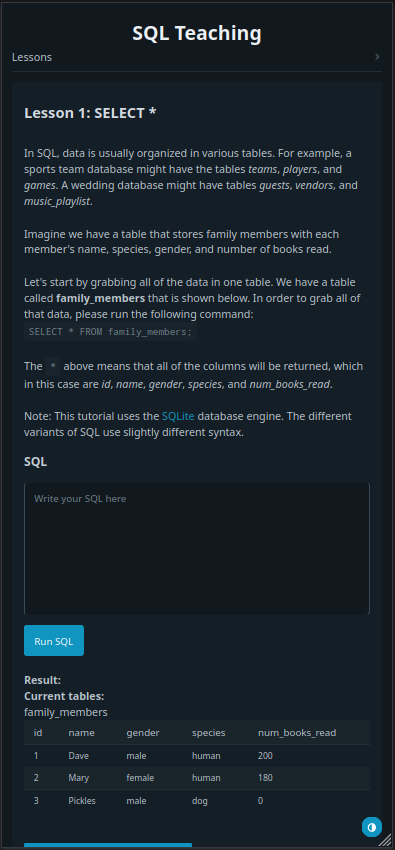 SQL Teaching
Lessons
Lesson 1: SELECT *
In SQL, data is usually organized in various tables. For example, a
sports team database might have the tables teams, players, and
games. A wedding database might have tables guests, vendors, and
music_playlist.
Imagine we have a table that stores family members with each
member's name, species, gender, and number of books read.
Let's start by grabbing all of the data in one table. We have a table
called family_members that is shown below. In order to grab all of
that data, please run the following command:
SELECT * FROM family_members;
The * above means that all of the columns will be returned, which
in this case are id, name, gender, species, and num_books_read.
Note: This tutorial uses the SQLite database engine. The different
variants of SQL use slightly different syntax.
SQL
Write your SQL here
Run SQL
Result:
Current tables:
family_members
id name gender species num_books_read
1 Dave male human 200
2 Mary female human 180
3 Pickles male dog 0